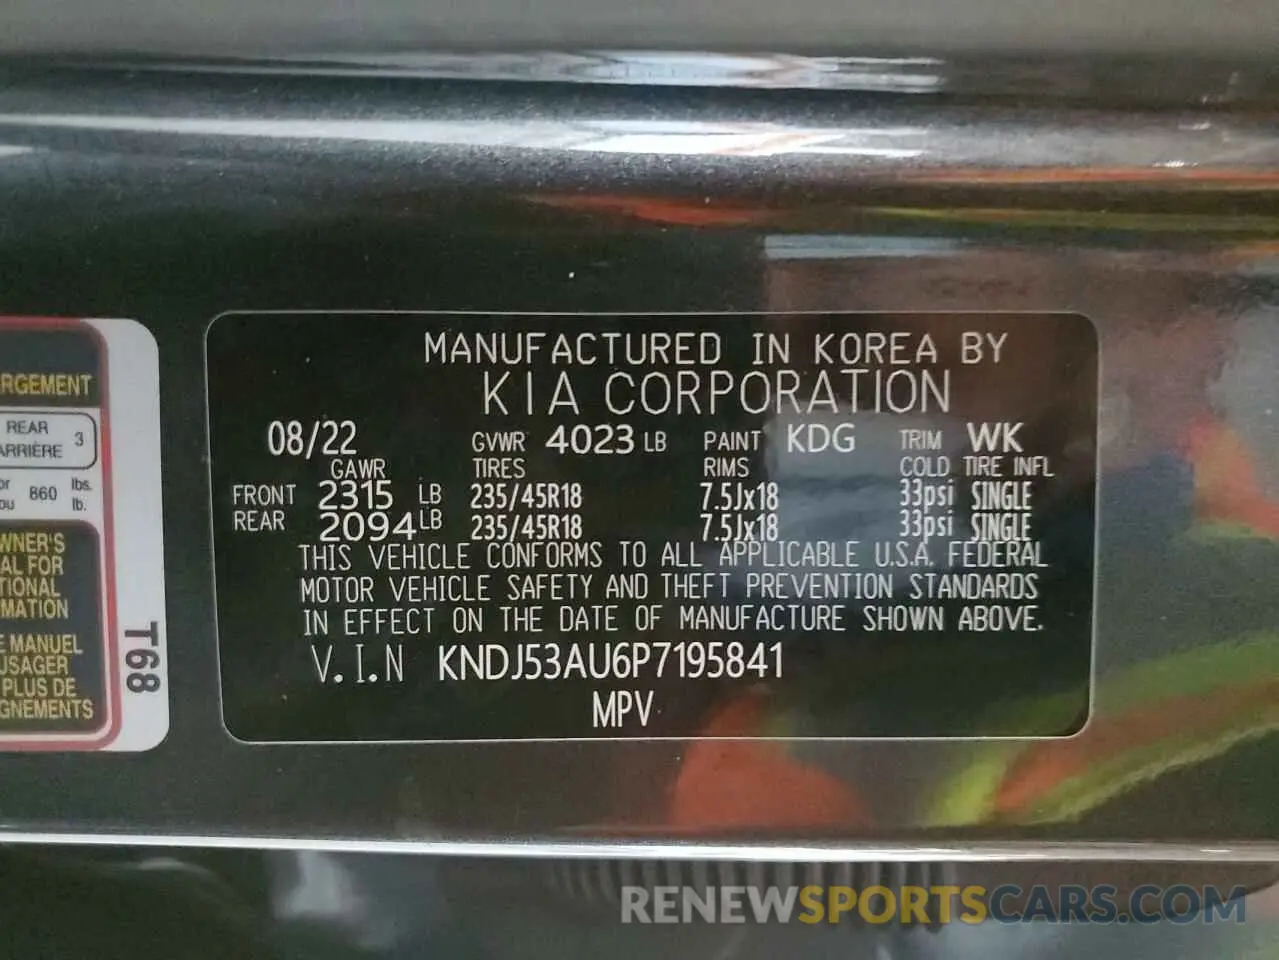 MANUFACTURED IN KOREA BY
KIA CORPORATION
08/22 GVWR 4023 LB PAINT KDG TRIM WK
GAWR TIRES RIMS COLD TIRE INFL
FRONT 2315 LB 235/45R18 7.5Jx18 33psi SINGLE
REAR 2094 LB 235/45R18 7.5Jx18 33psi SINGLE
THIS VEHICLE CONFORMS TO ALL APPLICABLE U.S.A. FEDERAL
MOTOR VEHICLE SAFETY AND THEFT PREVENTION STANDARDS
IN EFFECT ON THE DATE OF MANUFACTURE SHOWN ABOVE.
V.I.N KNDJ53AU6P7195841
MPV
RGEMENT
REAR 3
ARRIÈRE
or
ou 860 lbs.
lb.
WNER'S
AL FOR
TIONAL
MATION
E MANUEL
USAGER
PLUS DE
GNEMENTS
T68
RENEWSPORTSCARS.COM